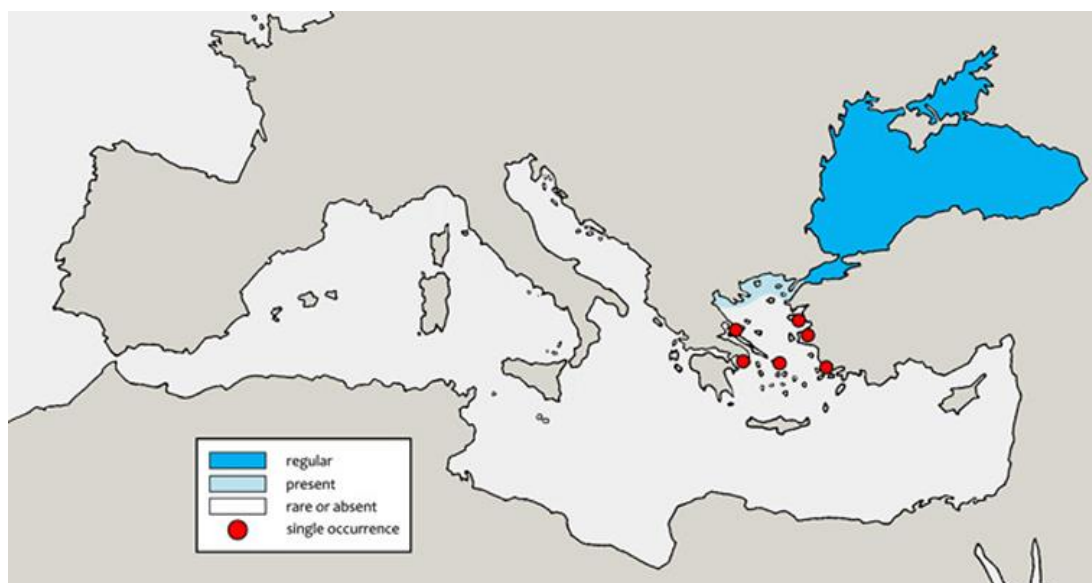 regular
present
rare or absent
single occurrence